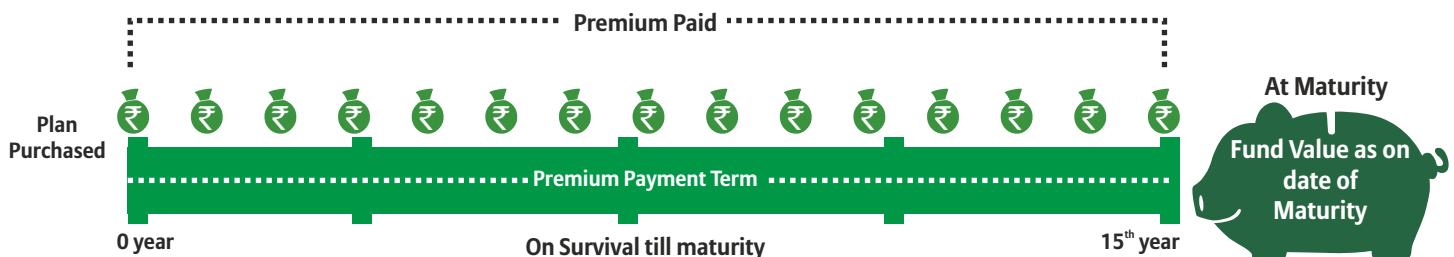 Premium Paid
₹ ₹ ₹ ₹ ₹ ₹ ₹ ₹ ₹ ₹ ₹ ₹ ₹ ₹ ₹
Plan
Purchased
Premium Payment Term
0 year
15th year
On Survival till maturity
At Maturity
Fund Value as on
date of
Maturity